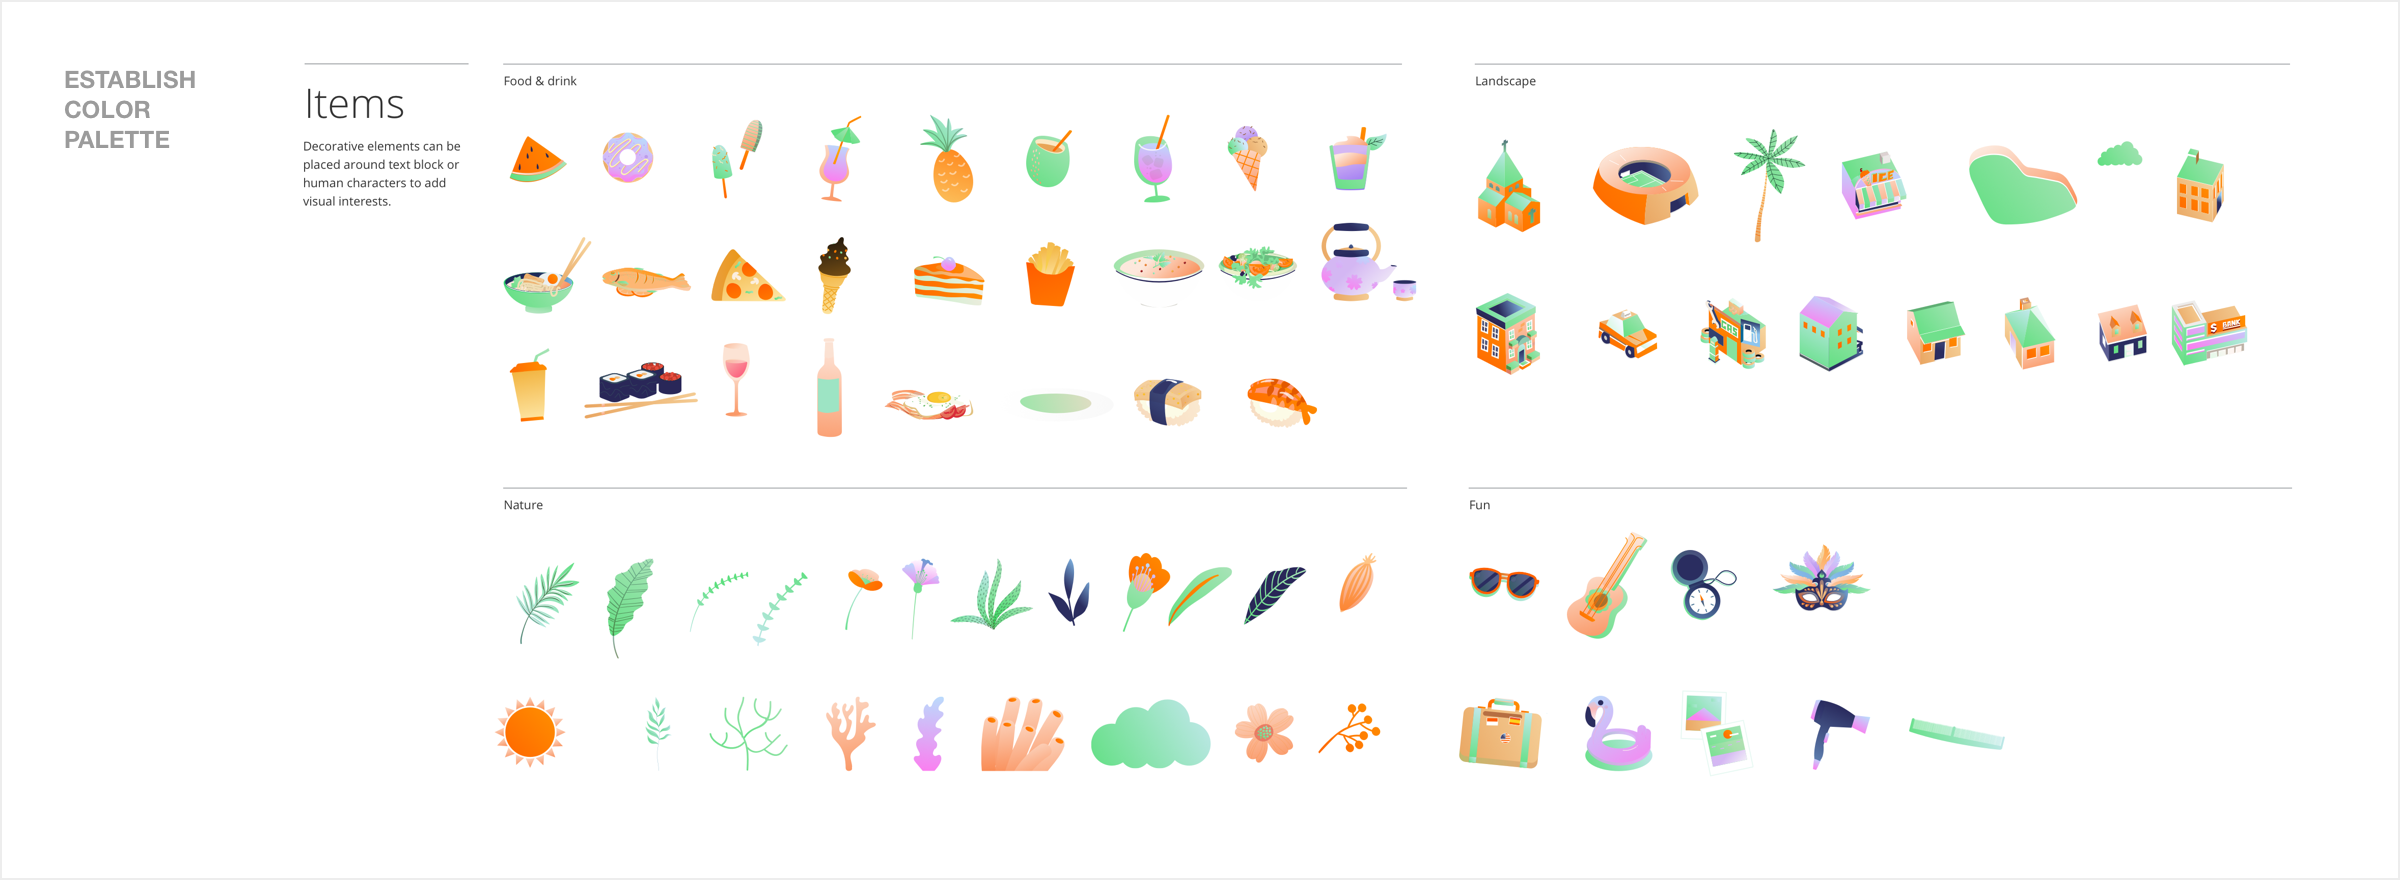 ESTABLISH
COLOR
PALETTE
Items
Decorative elements can be
placed around text block or
human characters to add
visual interests.
Food & drink
Landscape
ICE
GAS
$ BANK
Nature
Fun